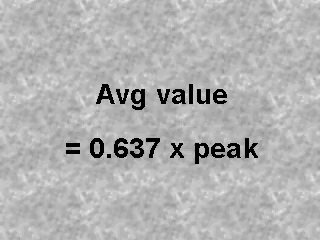 Avg value
= 0.637 x peak